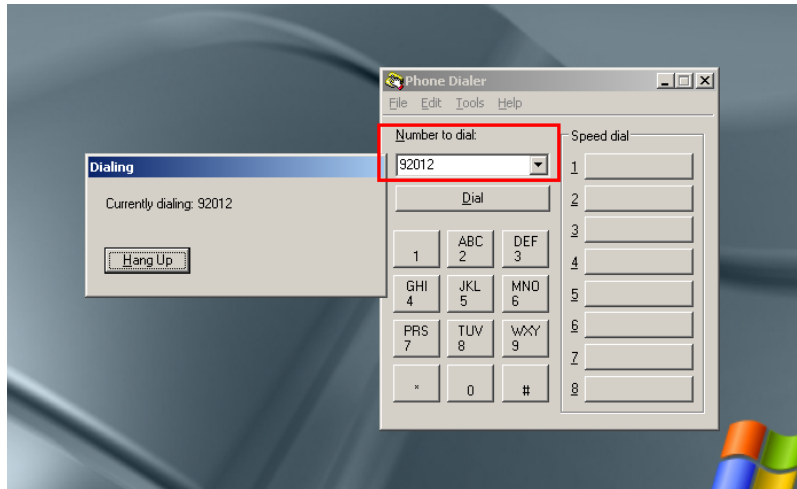 Phone Dialer
File Edit Tools Help
Number to dial:
92012
Dial
1
ABC
2
DEF
3
GHI
4
JKL
5
MNO
6
PRS
7
TUV
8
WXY
9
*
0
#
Speed dial
1
2
3
4
5
6
7
8
Dialing
Currently dialing: 92012
Hang Up